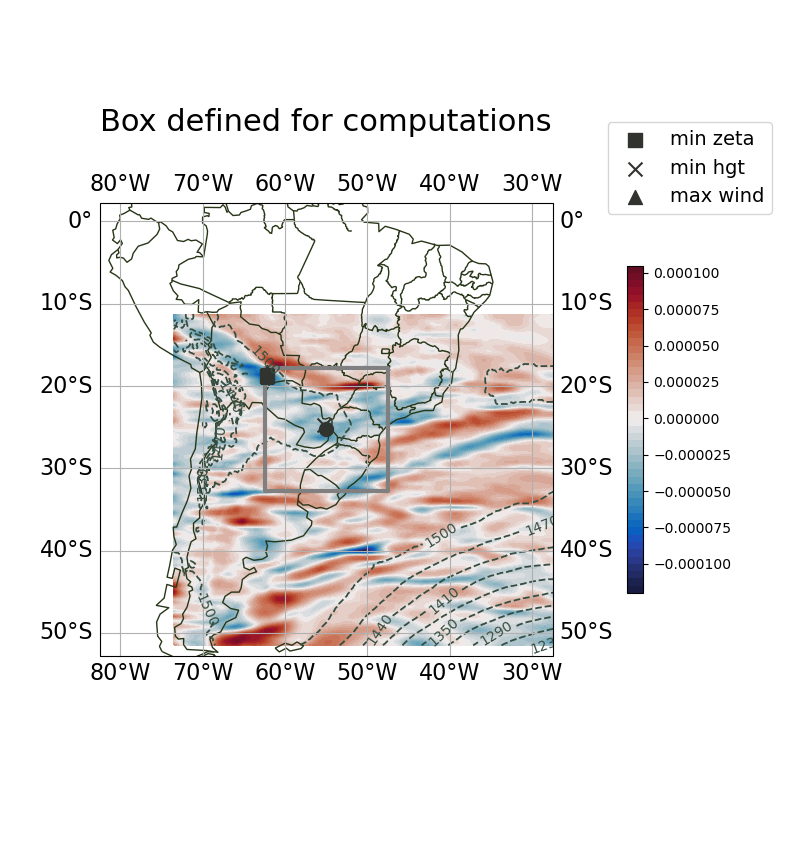 Box defined for computations
min zeta
min hgt
max wind
80°W 70°W 60°W 50°W 40°W 30°W
0° 0°
10°S 10°S
20°S 20°S
30°S 30°S
40°S 40°S
50°S 50°S
80°W 70°W 60°W 50°W 40°W 30°W
0.000100
0.000075
0.000050
0.000025
0.000000
−0.000025
−0.000050
−0.000075
−0.000100
1500
1470
1410
1440
1350
1290
1500